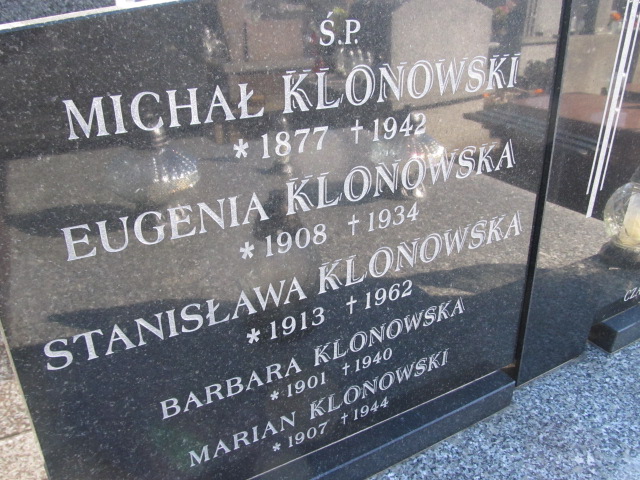 Ś.P.
MICHAŁ KLONOWSKI
* 1877 † 1942
EUGENIA KLONOWSKA
* 1908 † 1934
STANISŁAWA KLONOWSKA
* 1913 † 1962
BARBARA KLONOWSKA
* 1901 † 1940
MARIAN KLONOWSKI
* 1907 † 1944